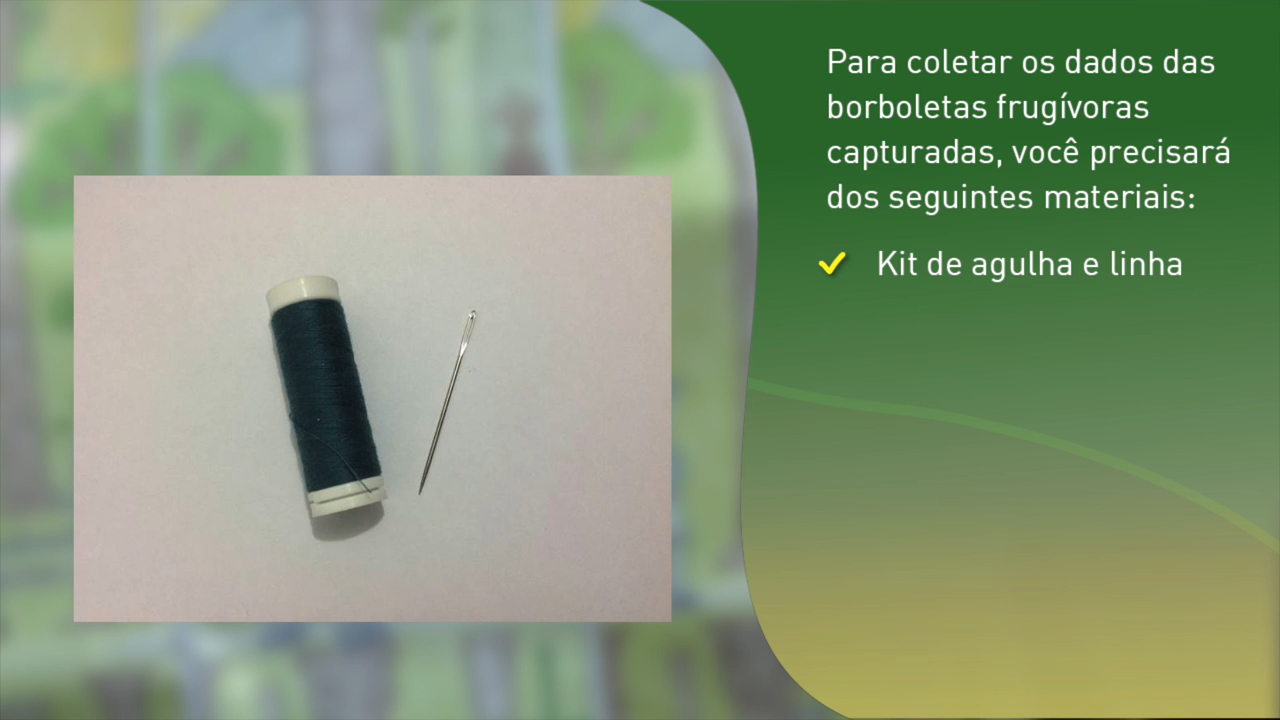 Para coletar os dados das
borboletas frugívoras
capturadas, você precisará
dos seguintes materiais:
Kit de agulha e linha